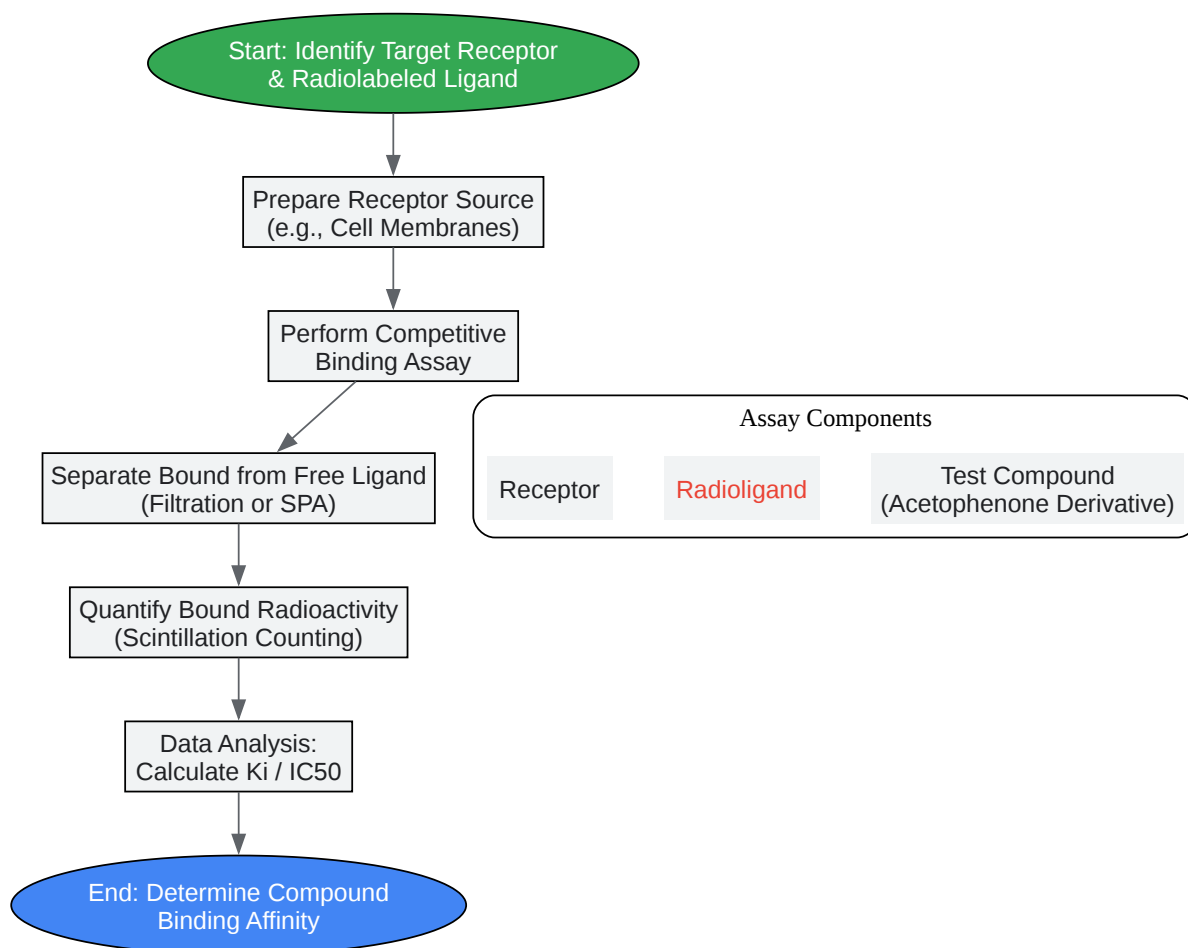 Start: Identify Target Receptor
& Radiolabeled Ligand
Prepare Receptor Source
(e.g., Cell Membranes)
Perform Competitive
Binding Assay
Assay Components
Receptor
Radioligand
Test Compound
(Acetophenone Derivative)
Separate Bound from Free Ligand
(Filtration or SPA)
Quantify Bound Radioactivity
(Scintillation Counting)
Data Analysis:
Calculate Ki / IC50
End: Determine Compound
Binding Affinity